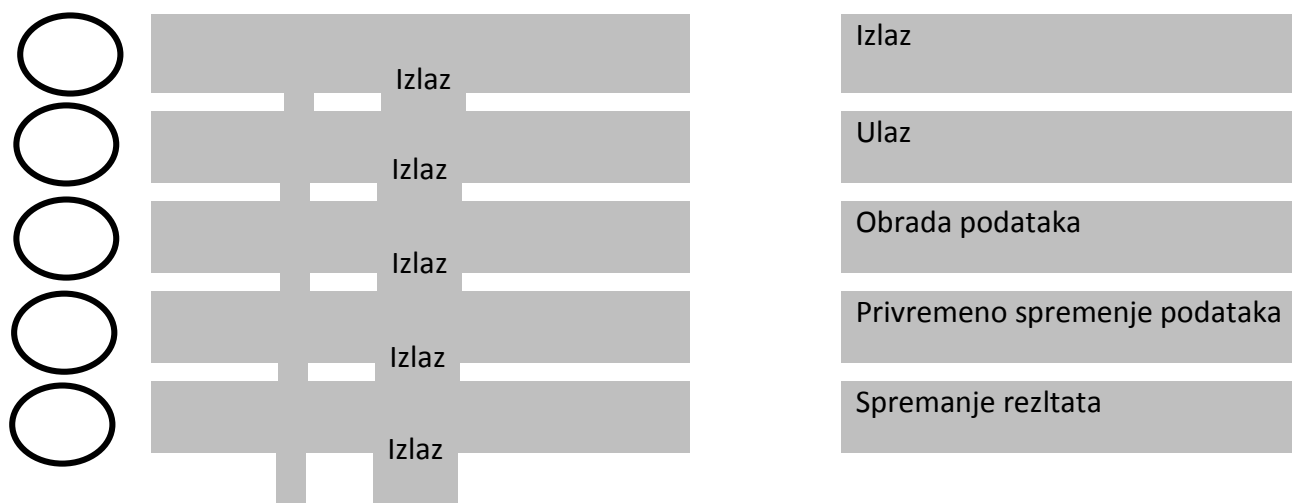 Izlaz
Izlaz
Izlaz
Izlaz
Izlaz
Izlaz
Ulaz
Obrada podataka
Privremeno spremenje podataka
Spremanje rezltata